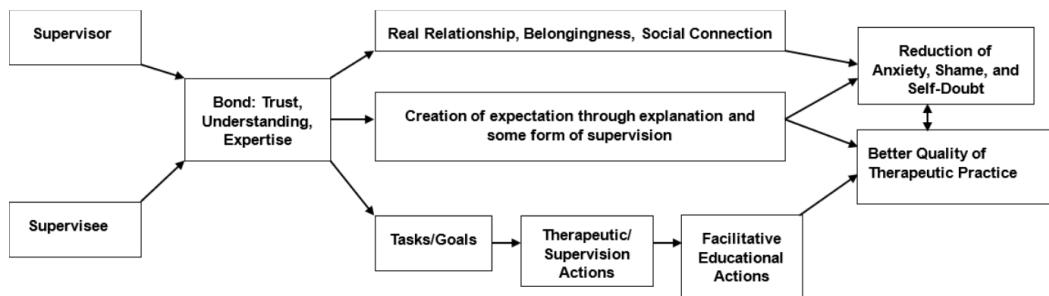 Supervisor
Supervisee
Bond: Trust,
Understanding,
Expertise
Real Relationship, Belongingness, Social Connection
Creation of expectation through explanation and
some form of supervision
Tasks/Goals
Therapeutic/
Supervision
Actions
Facilitative
Educational
Actions
Reduction of
Anxiety, Shame, and
Self-Doubt
Better Quality of
Therapeutic Practice